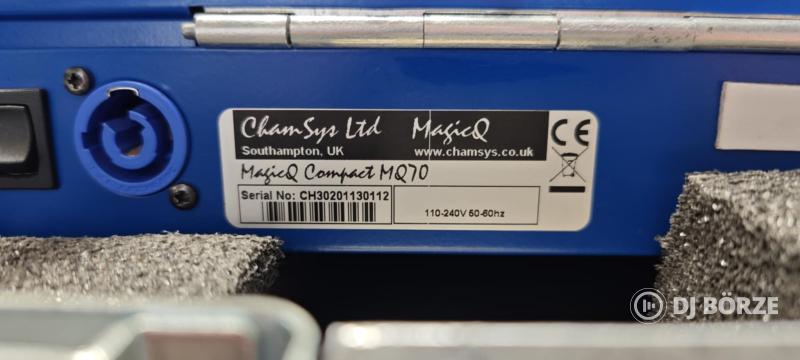 ChamSys Ltd MagicQ
Southampton, UK www.chamsys.co.uk
MagicQ Compact MQ70
Serial No: CH30201130112
110-240V 50-60hz
CE
DJ BÖRZE